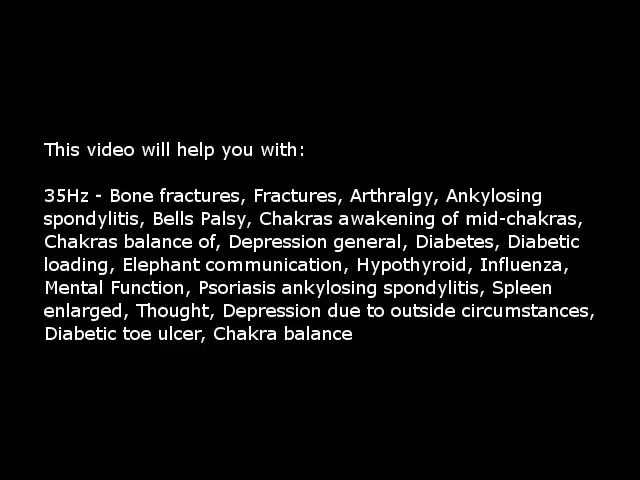 This video will help you with:
35Hz - Bone fractures, Fractures, Arthralgy, Ankylosing
spondylitis, Bells Palsy, Chakras awakening of mid-chakras,
Chakras balance of, Depression general, Diabetes, Diabetic
loading, Elephant communication, Hypothyroid, Influenza,
Mental Function, Psoriasis ankylosing spondylitis, Spleen
enlarged, Thought, Depression due to outside circumstances,
Diabetic toe ulcer, Chakra balance